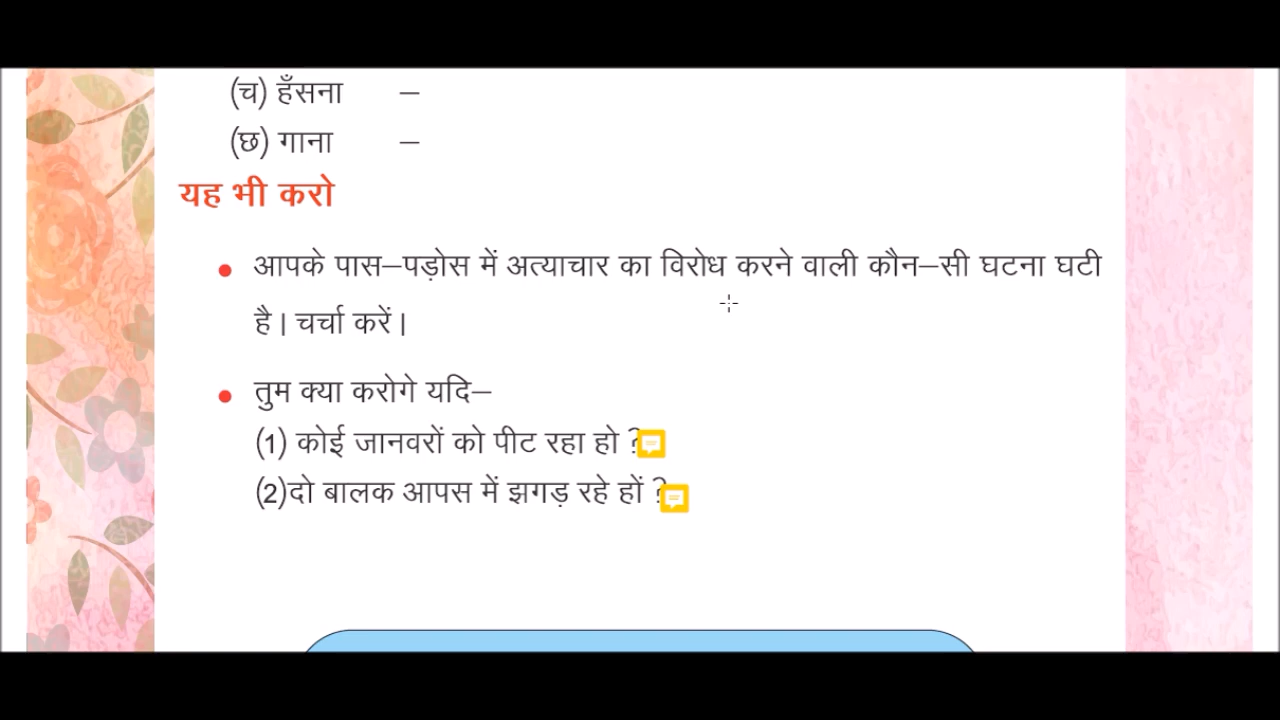 (च) हँसना –
(छ) गाना –
यह भी करो
• आपके पास–पड़ोस में अत्याचार का विरोध करने वाली कौन–सी घटना घटी
है। चर्चा करें।
• तुम क्या करोगे यदि–
(1) कोई जानवरों को पीट रहा हो ?
(2)दो बालक आपस में झगड़ रहे हों ?